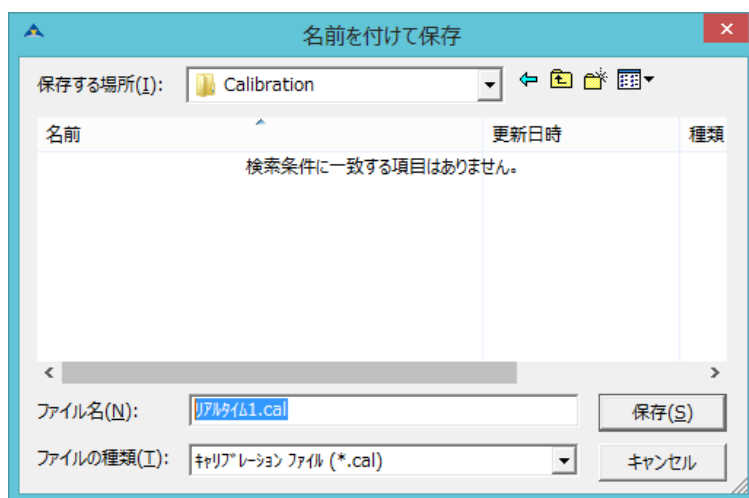 名前を付けて保存
保存する場所(I): Calibration
名前 更新日時 種類
検索条件に一致する項目はありません。
ファイル名(N): ﾘｱﾙﾀｲﾑ1.cal 保存(S)
ファイルの種類(T): ｷｬﾘﾌﾞﾚｰｼｮﾝ ﾌｧｲﾙ (*.cal) キャンセル